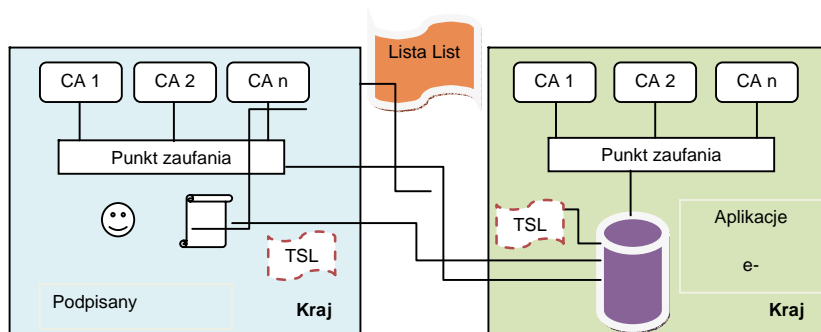 Lista List
CA 1
CA 2
CA n
Punkt zaufania
TSL
Podpisany
Kraj
CA 1
CA 2
CA n
Punkt zaufania
TSL
Aplikacje
e-
Kraj